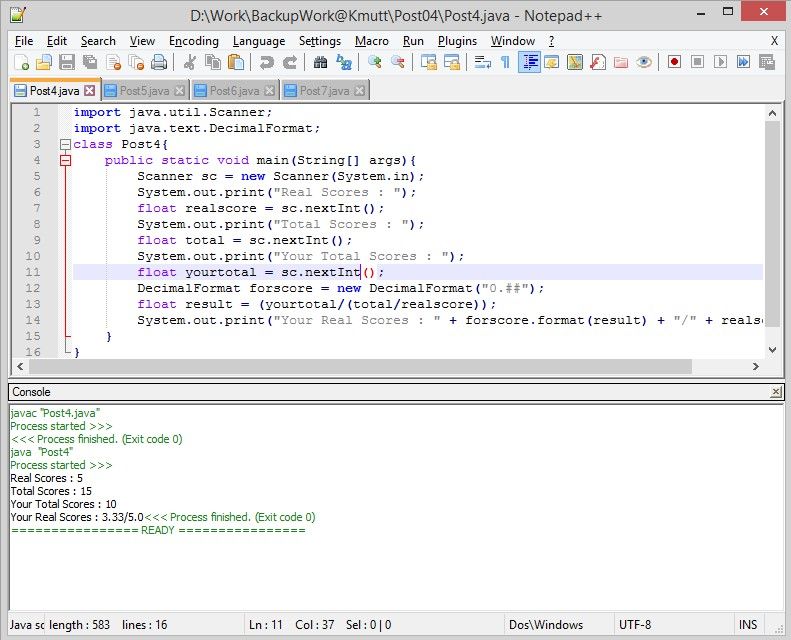 D:\Work\BackupWork@Kmutt\Post04\Post4.java - Notepad++
File Edit Search View Encoding Language Settings Macro Run Plugins Window ? X
Post4.java Post5.java Post6.java Post7.java
1 import java.util.Scanner;
2 import java.text.DecimalFormat;
3 class Post4{
4 public static void main(String[] args){
5 Scanner sc = new Scanner(System.in);
6 System.out.print("Real Scores : ");
7 float realscore = sc.nextInt();
8 System.out.print("Total Scores : ");
9 float total = sc.nextInt();
10 System.out.print("Your Total Scores : ");
11 float yourtotal = sc.nextInt();
12 DecimalFormat forscore = new DecimalFormat("0.##");
13 float result = (yourtotal/(total/realscore));
14 System.out.print("Your Real Scores : " + forscore.format(result) + "/" + reals
15 }
16 }
Console
javac "Post4.java"
Process started >>>
<<< Process finished. (Exit code 0)
java "Post4"
Process started >>>
Real Scores : 5
Total Scores : 15
Your Total Scores : 10
Your Real Scores : 3.33/5.0<<< Process finished. (Exit code 0)
================ READY ================
Java sc length : 583 lines : 16 Ln : 11 Col : 37 Sel : 0 | 0 Dos\Windows UTF-8 INS